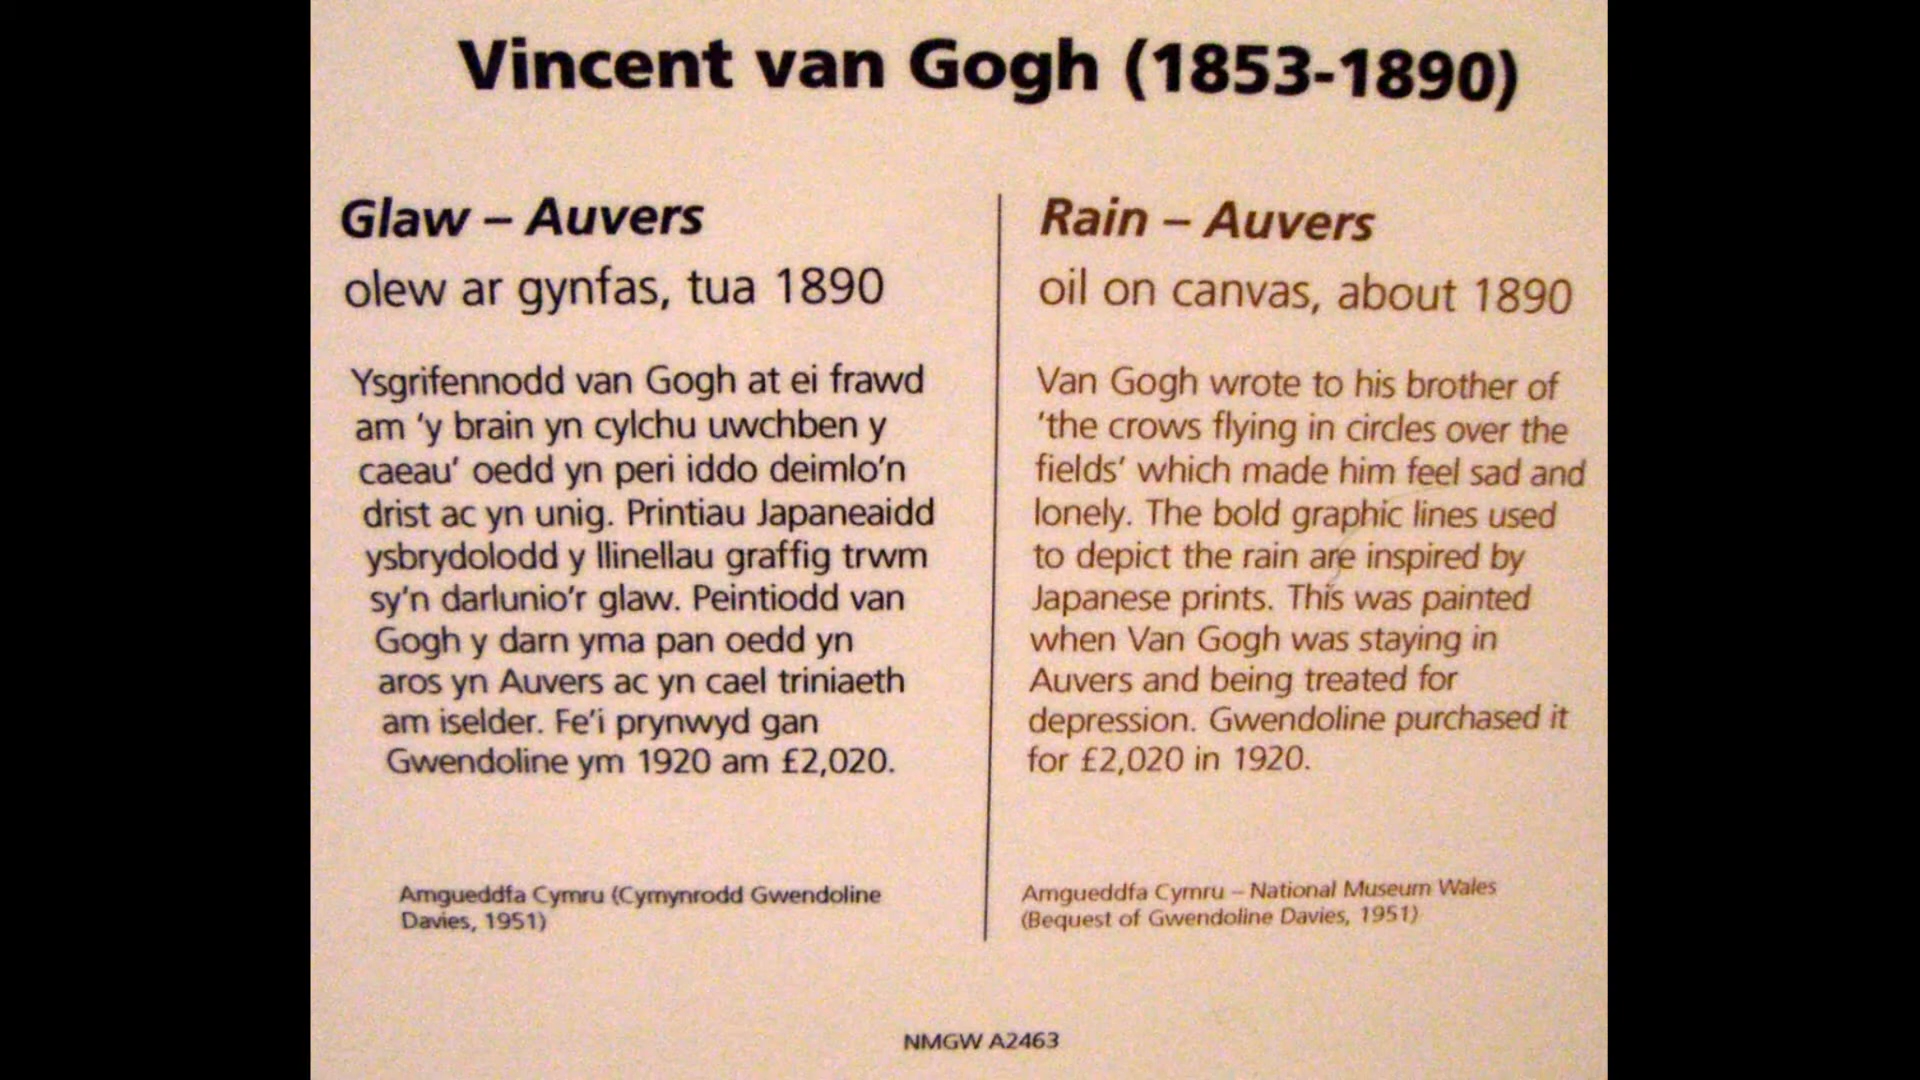 Vincent van Gogh (1853-1890)
Glaw – Auvers
olew ar gynfas, tua 1890
Ysgrifennodd van Gogh at ei frawd
am 'y brain yn cylchu uwchben y
caeau' oedd yn peri iddo deimlo'n
drist ac yn unig. Printiau Japaneaidd
ysbrydolodd y llinellau graffig trwm
sy'n darlunio'r glaw. Peintiodd van
Gogh y darn yma pan oedd yn
aros yn Auvers ac yn cael triniaeth
am iselder. Fe'i prynwyd gan
Gwendoline ym 1920 am £2,020.
Amgueddfa Cymru (Cymynrodd Gwendoline
Davies, 1951)
Rain – Auvers
oil on canvas, about 1890
Van Gogh wrote to his brother of
'the crows flying in circles over the
fields' which made him feel sad and
lonely. The bold graphic lines used
to depict the rain are inspired by
Japanese prints. This was painted
when Van Gogh was staying in
Auvers and being treated for
depression. Gwendoline purchased it
for £2,020 in 1920.
Amgueddfa Cymru – National Museum Wales
(Bequest of Gwendoline Davies, 1951)
NMGW A2463